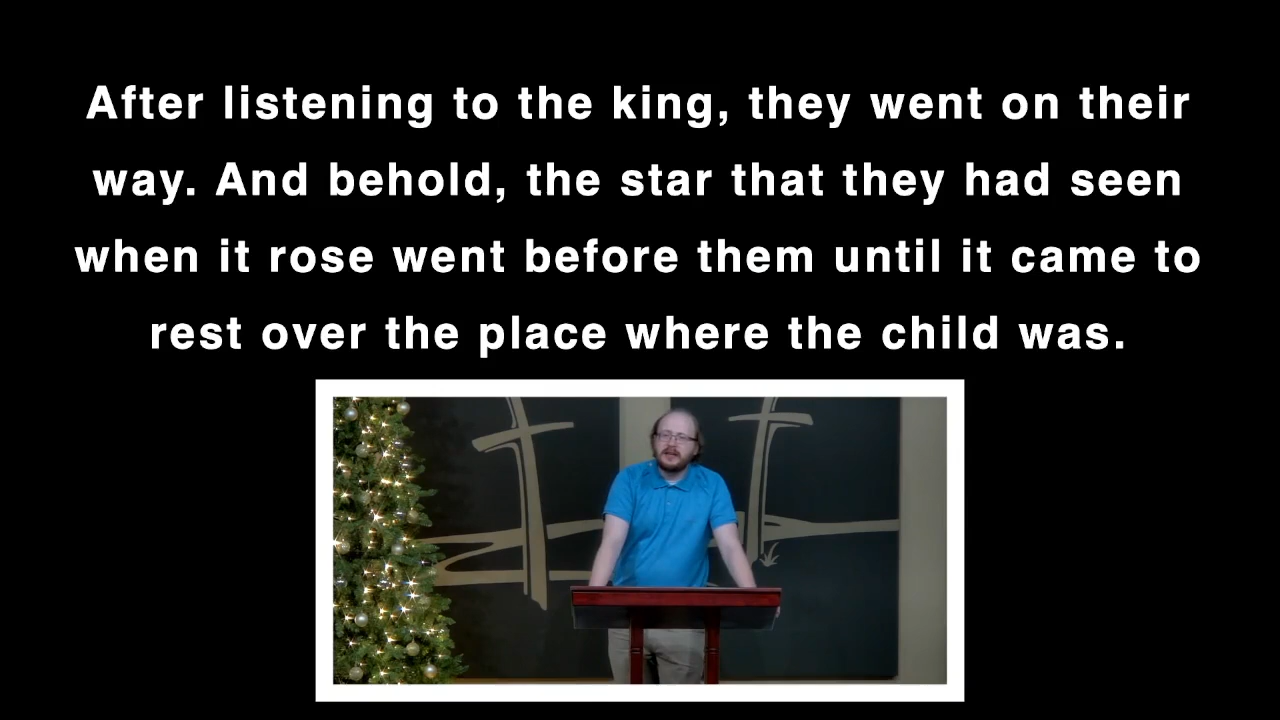 After listening to the king, they went on their
way. And behold, the star that they had seen
when it rose went before them until it came to
rest over the place where the child was.